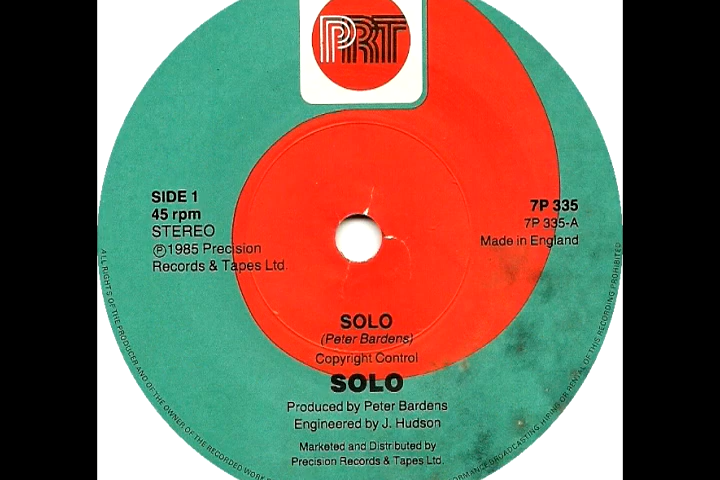 PRT
SIDE 1
45 rpm
STEREO
Ⓟ1985 Precision
Records & Tapes Ltd.
7P 335
7P 335-A
Made in England
SOLO
(Peter Bardens)
Copyright Control
SOLO
Produced by Peter Bardens
Engineered by J. Hudson
Marketed and Distributed by
Precision Records & Tapes Ltd.
ALL RIGHTS OF THE PRODUCER AND OF THE OWNER OF THE RECORDED WORK
BROADCASTING HIRING OR RENTAL OF THIS RECORDING PROHIBITED